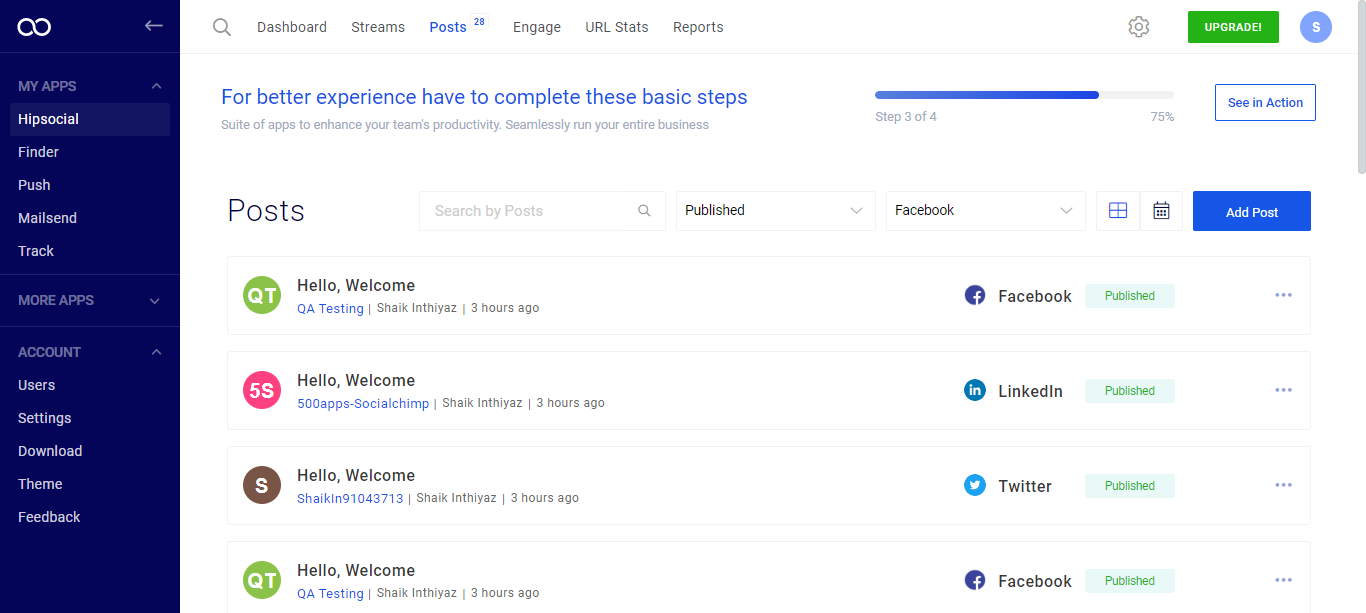 Dashboard Streams Posts 28 Engage URL Stats Reports UPGRADE! S
MY APPS
Hipsocial
Finder
Push
Mailsend
Track
MORE APPS
ACCOUNT
Users
Settings
Download
Theme
Feedback
For better experience have to complete these basic steps
Suite of apps to enhance your team's productivity. Seamlessly run your entire business
Step 3 of 4 75%
See in Action
Posts Search by Posts Published Facebook Add Post
QT Hello, Welcome Facebook Published
QA Testing | Shaik Inthiyaz | 3 hours ago
5S Hello, Welcome LinkedIn Published
500apps-Socialchimp | Shaik Inthiyaz | 3 hours ago
S Hello, Welcome Twitter Published
ShaikIn91043713 | Shaik Inthiyaz | 3 hours ago
QT Hello, Welcome Facebook Published
QA Testing | Shaik Inthiyaz | 3 hours ago